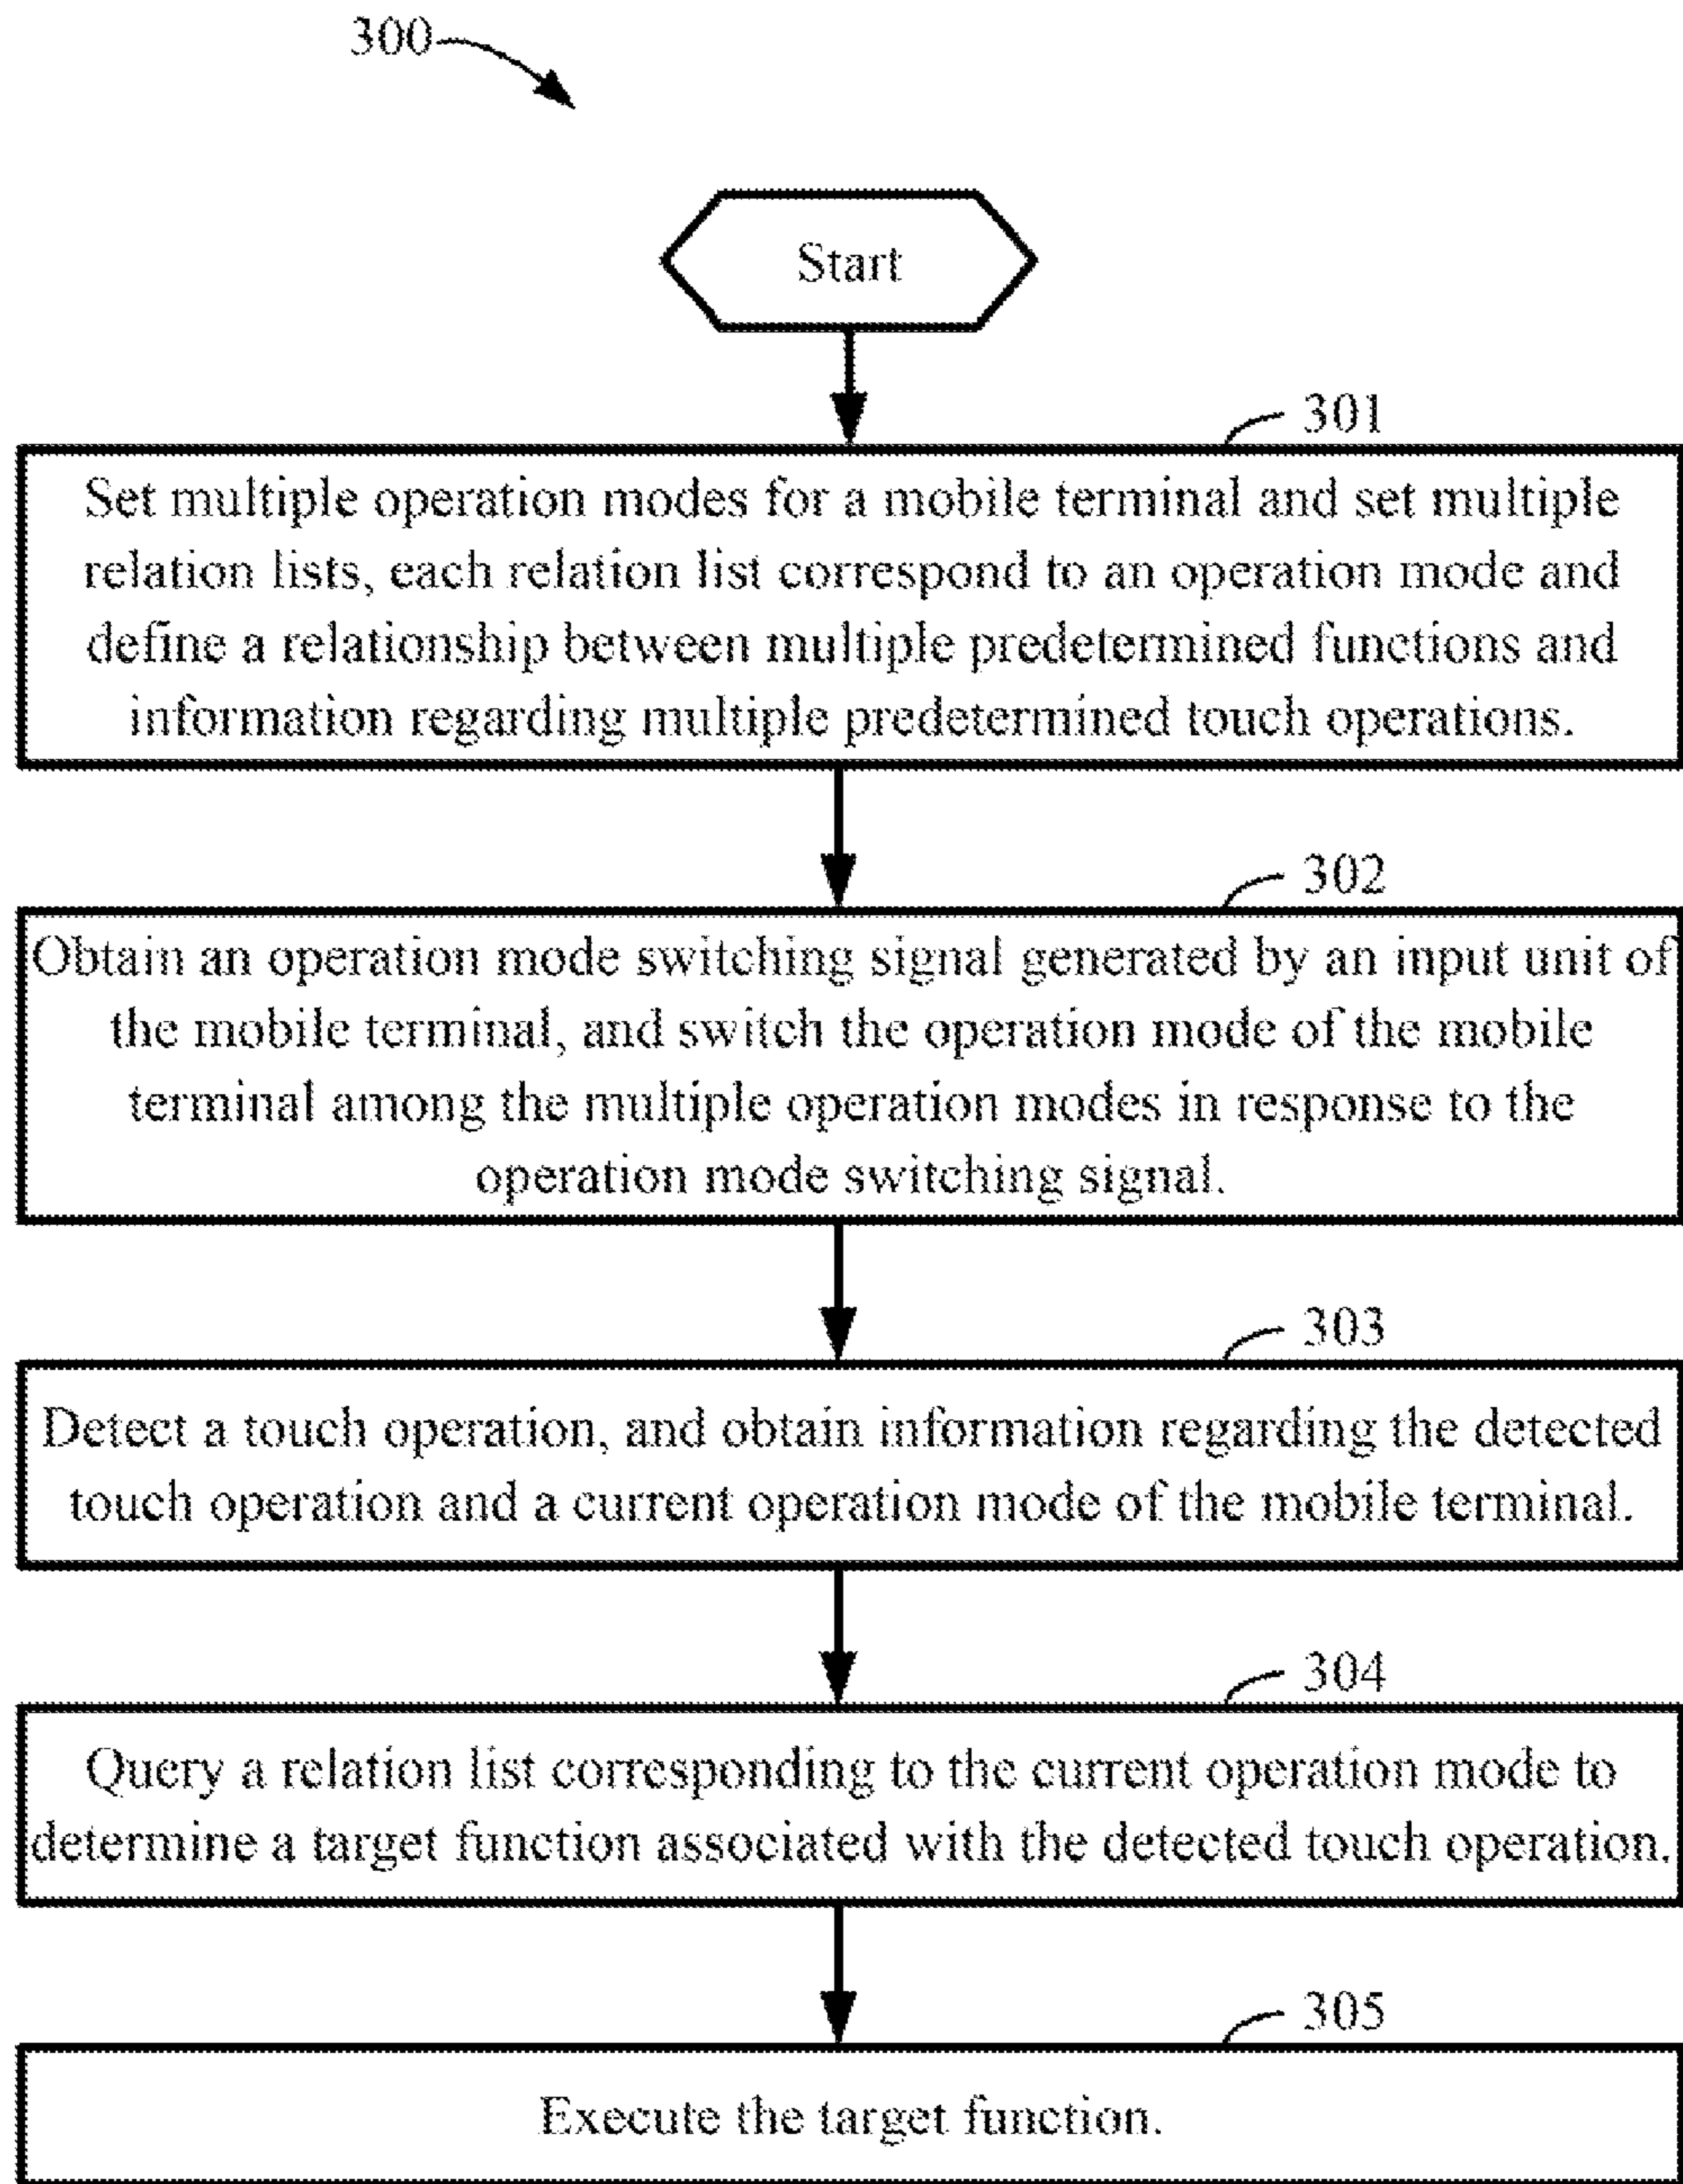 300
Start
301
Set multiple operation modes for a mobile terminal and set multiple
relation lists, each relation list correspond to an operation mode and
define a relationship between multiple predetermined functions and
information regarding multiple predetermined touch operations.
302
Obtain an operation mode switching signal generated by an input unit of
the mobile terminal, and switch the operation mode of the mobile
terminal among the multiple operation modes in response to the
operation mode switching signal.
303
Detect a touch operation, and obtain information regarding the detected
touch operation and a current operation mode of the mobile terminal.
304
Query a relation list corresponding to the current operation mode to
determine a target function associated with the detected touch operation.
305
Execute the target function.